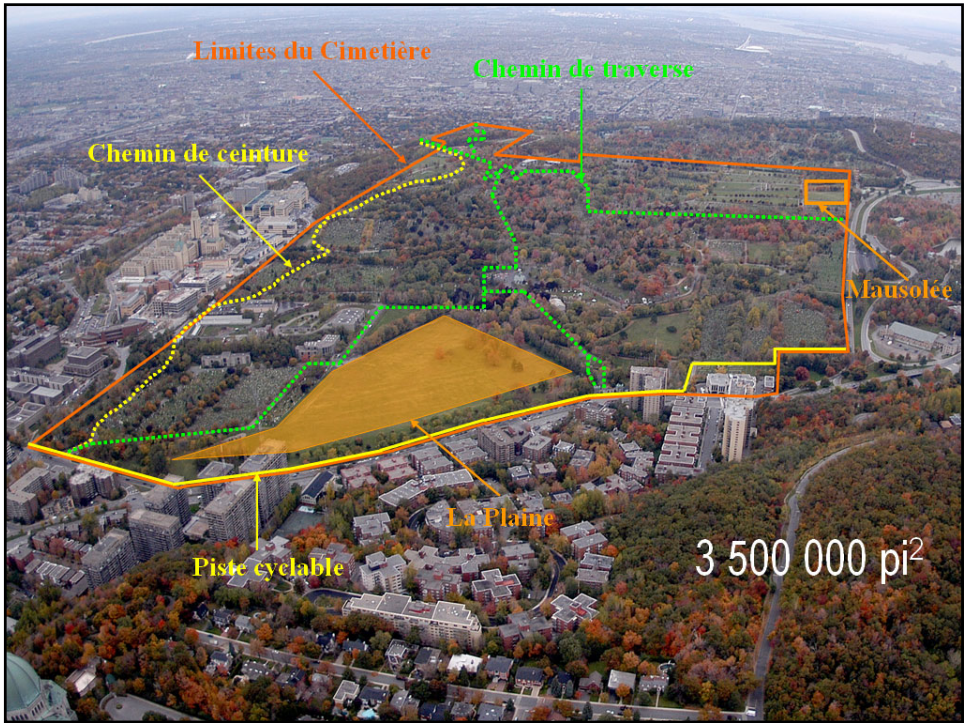 Limites du Cimetière
Chemin de traverse
Chemin de ceinture
Mausolée
La Plaine
3 500 000 pi²
Piste cyclable